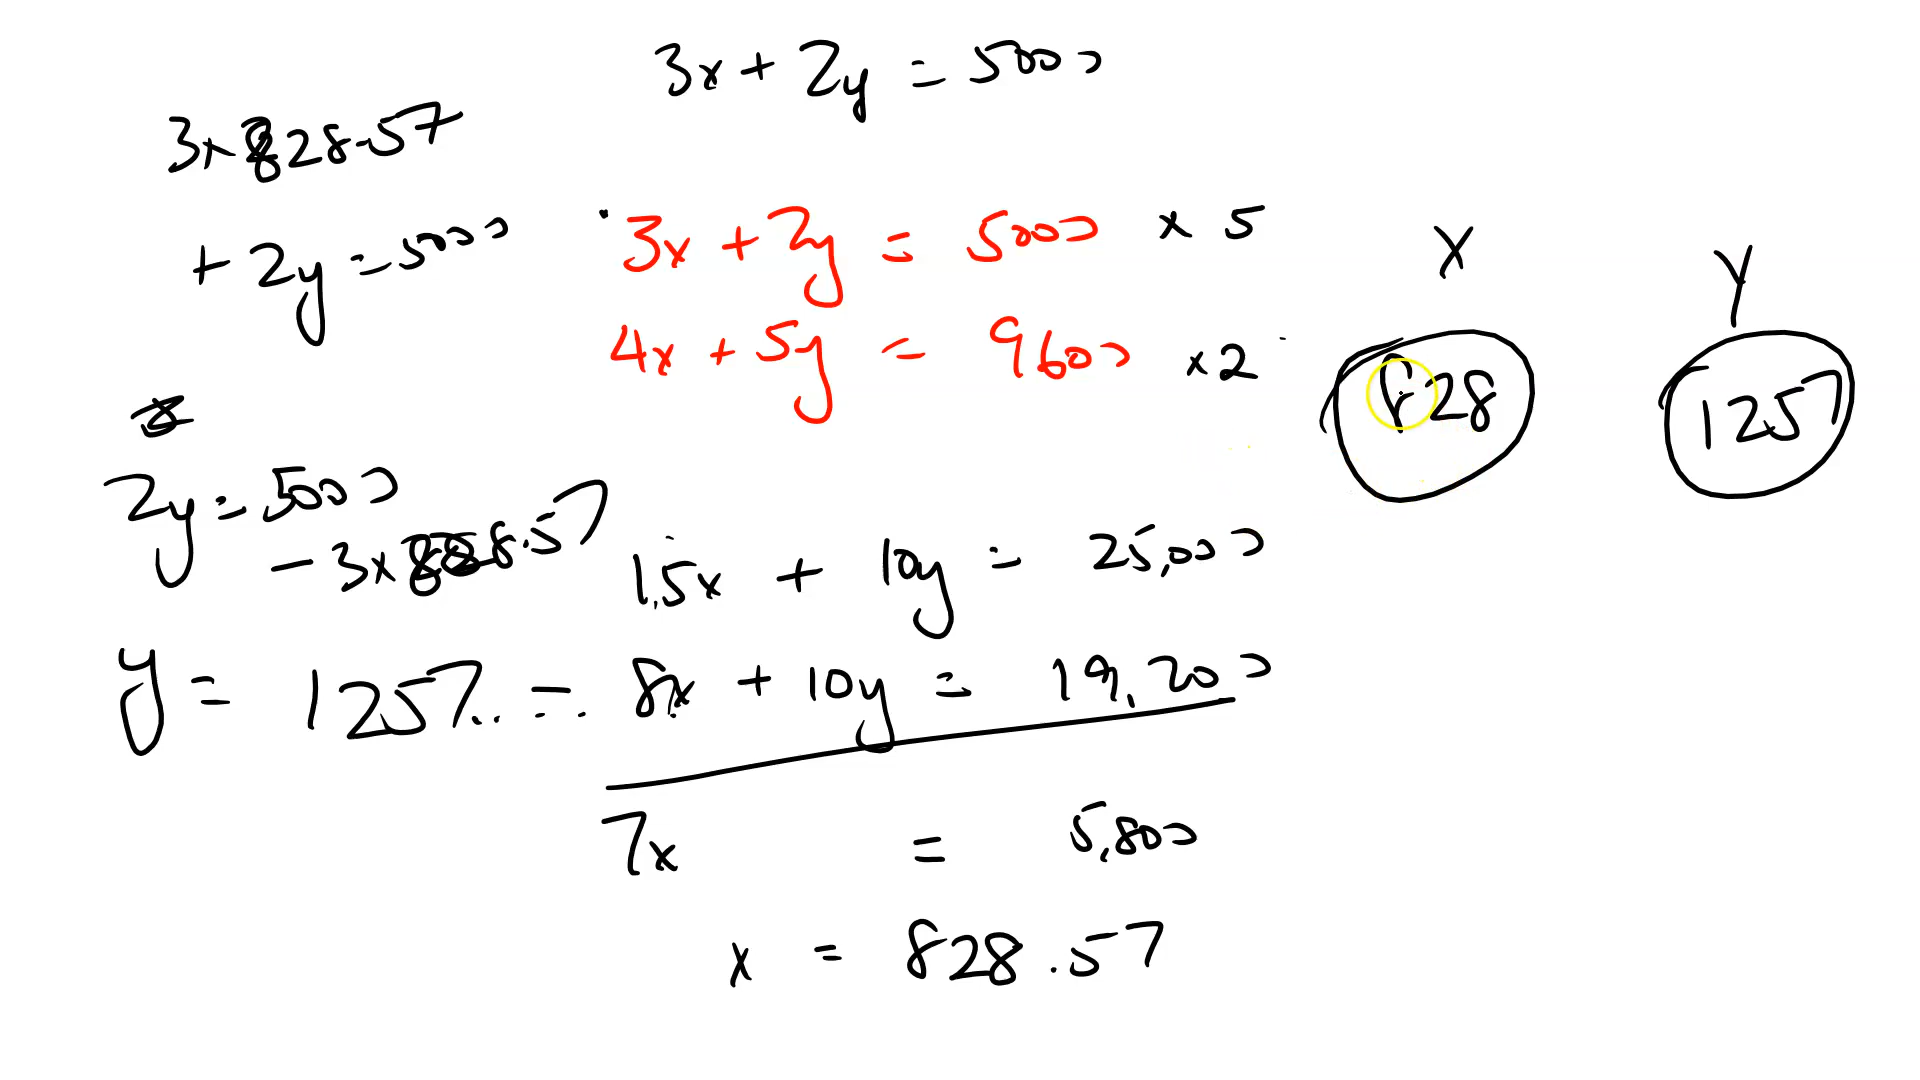 3x + 2y = 5000
3x828.57
+ 2y = 5000
3x + 2y = 5000 x 5
4x + 5y = 9600 x2
X Y
828 1257
2y = 5000
- 3x828.57
15x + 10y = 25,000
y = 1257.. - 8x + 10y = 19,200
7x = 5,800
x = 828.57